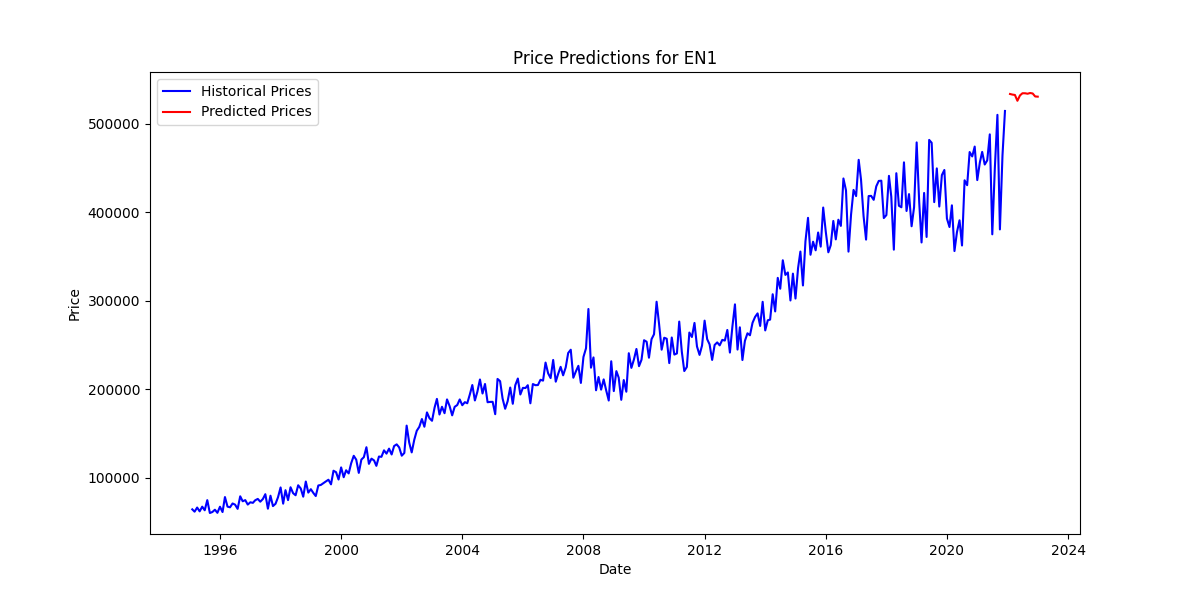 Price Predictions for EN1
Historical Prices
Predicted Prices
Price
500000
400000
300000
200000
100000
1996 2000 2004 2008 2012 2016 2020 2024
Date